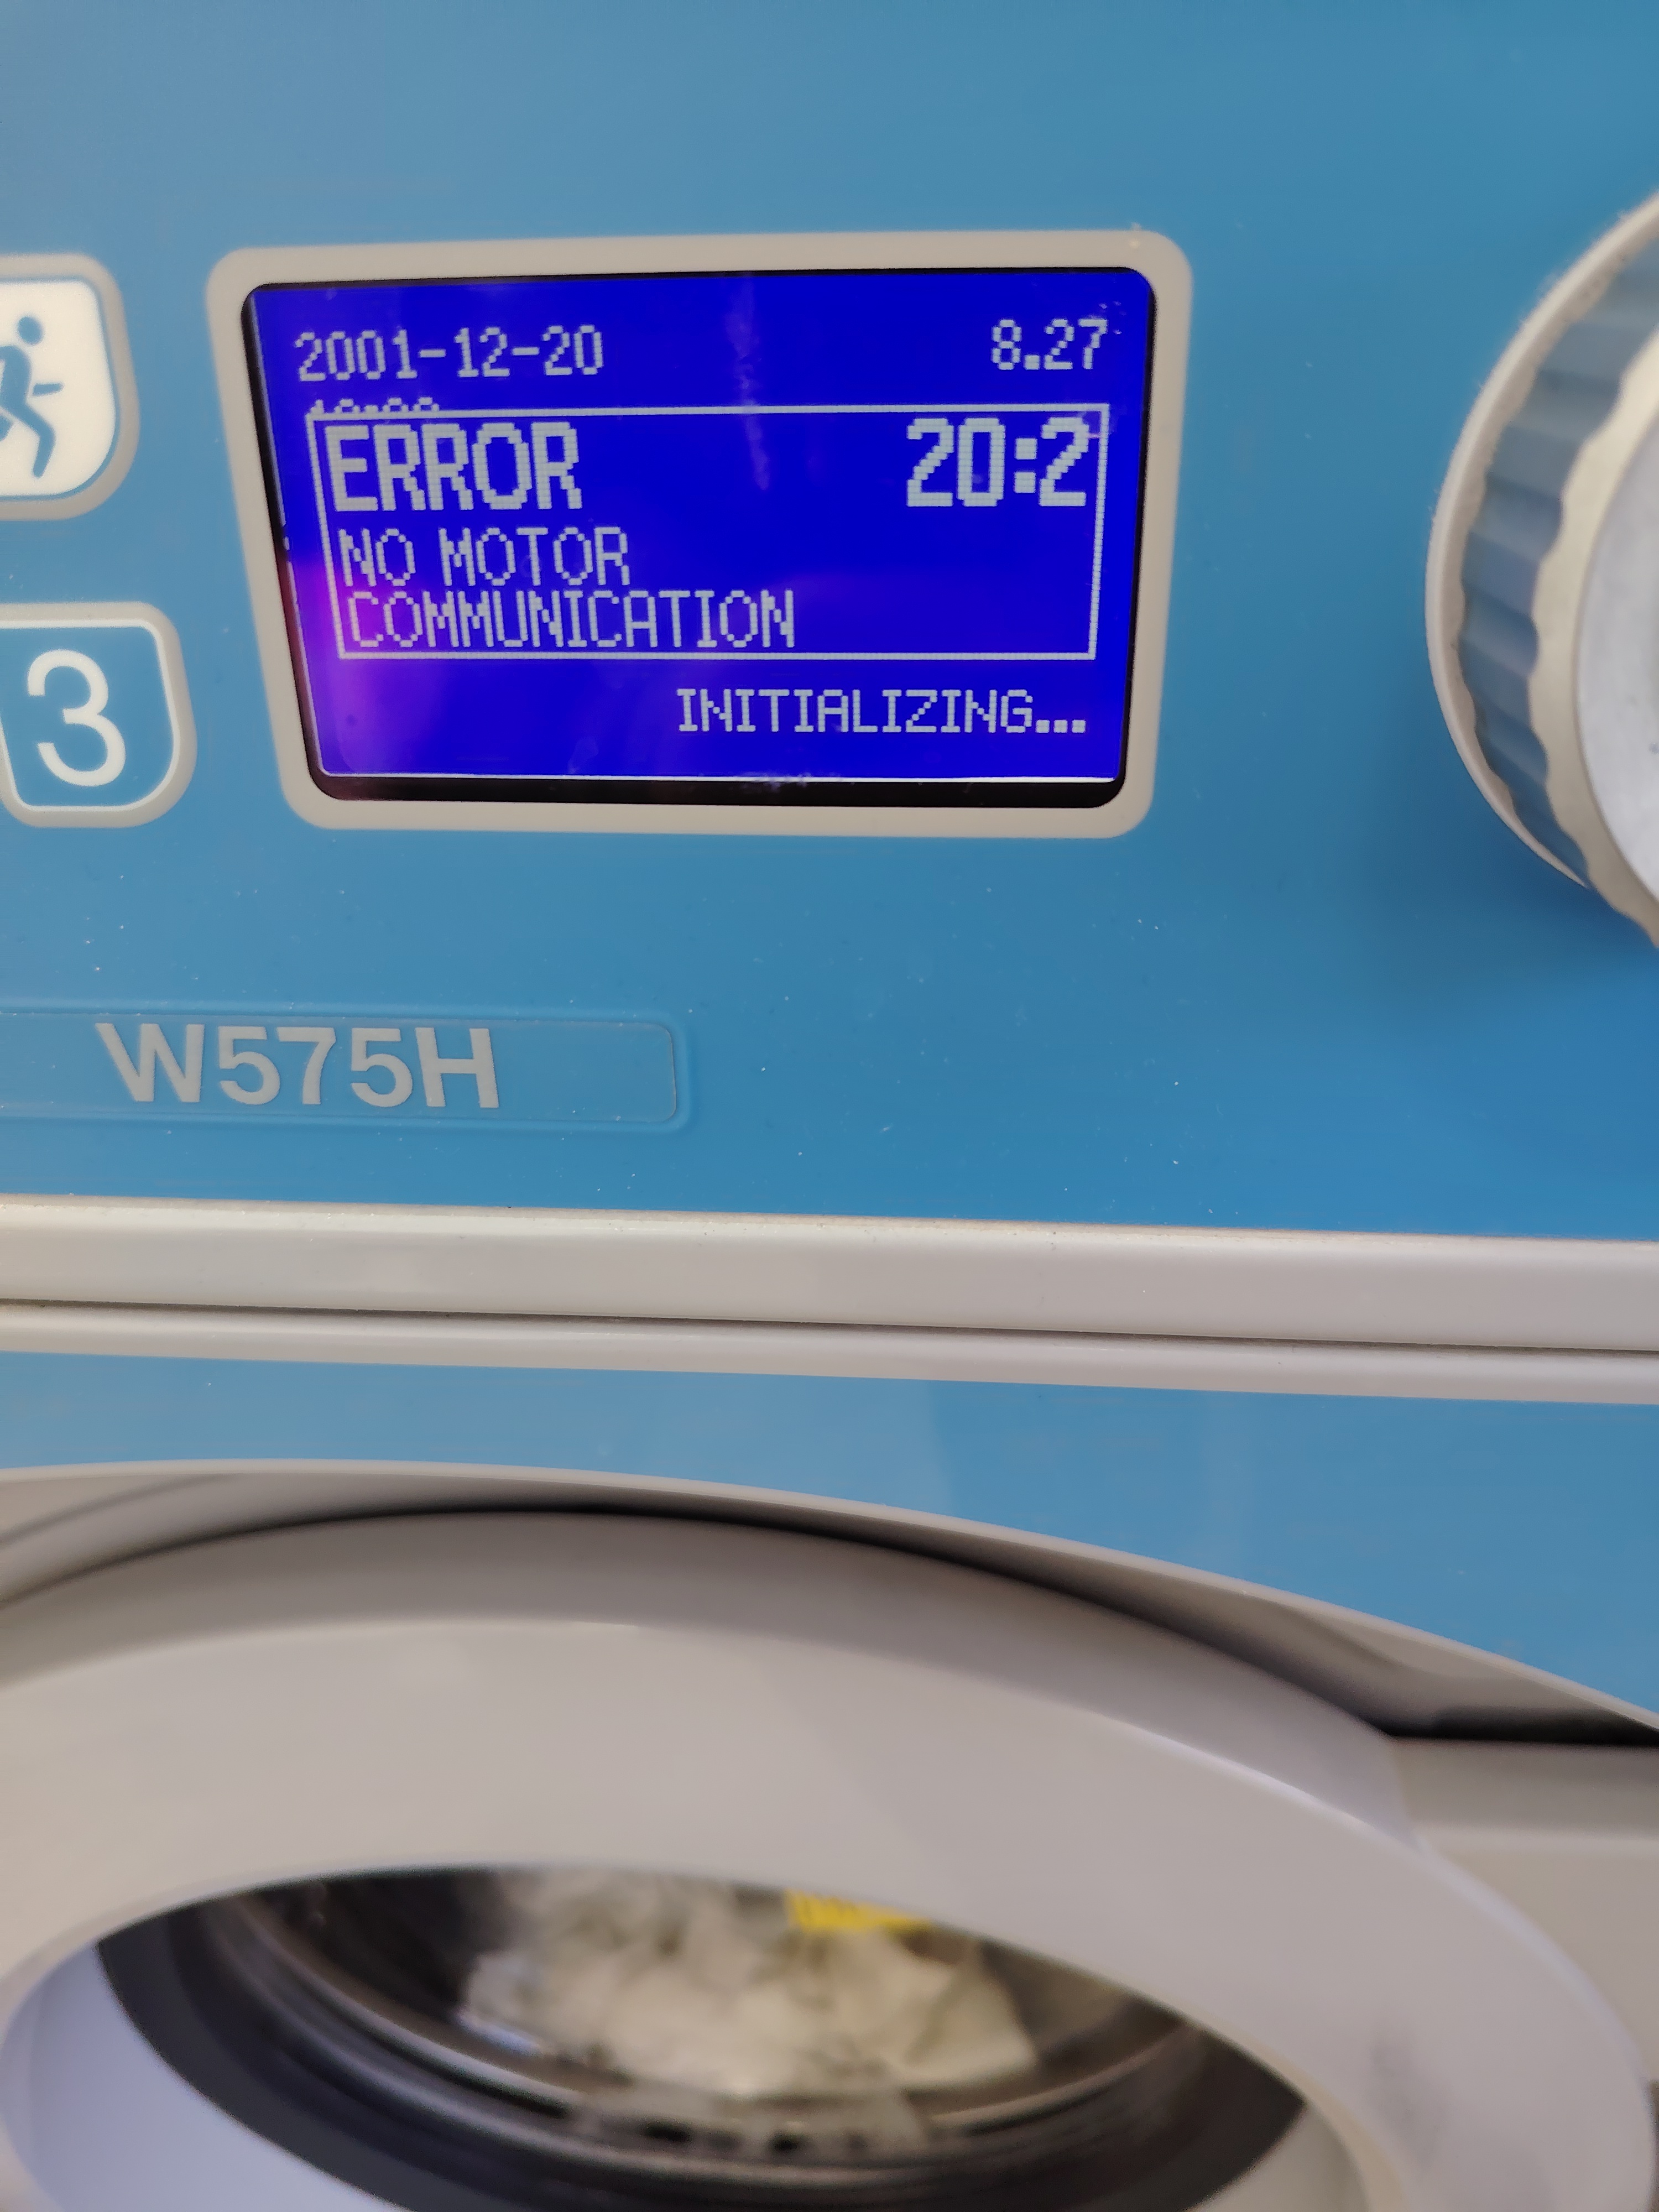 2001-12-20 8.27
ERROR 20:2
NO MOTOR
COMMUNICATION
INITIALIZING...
3
W575H